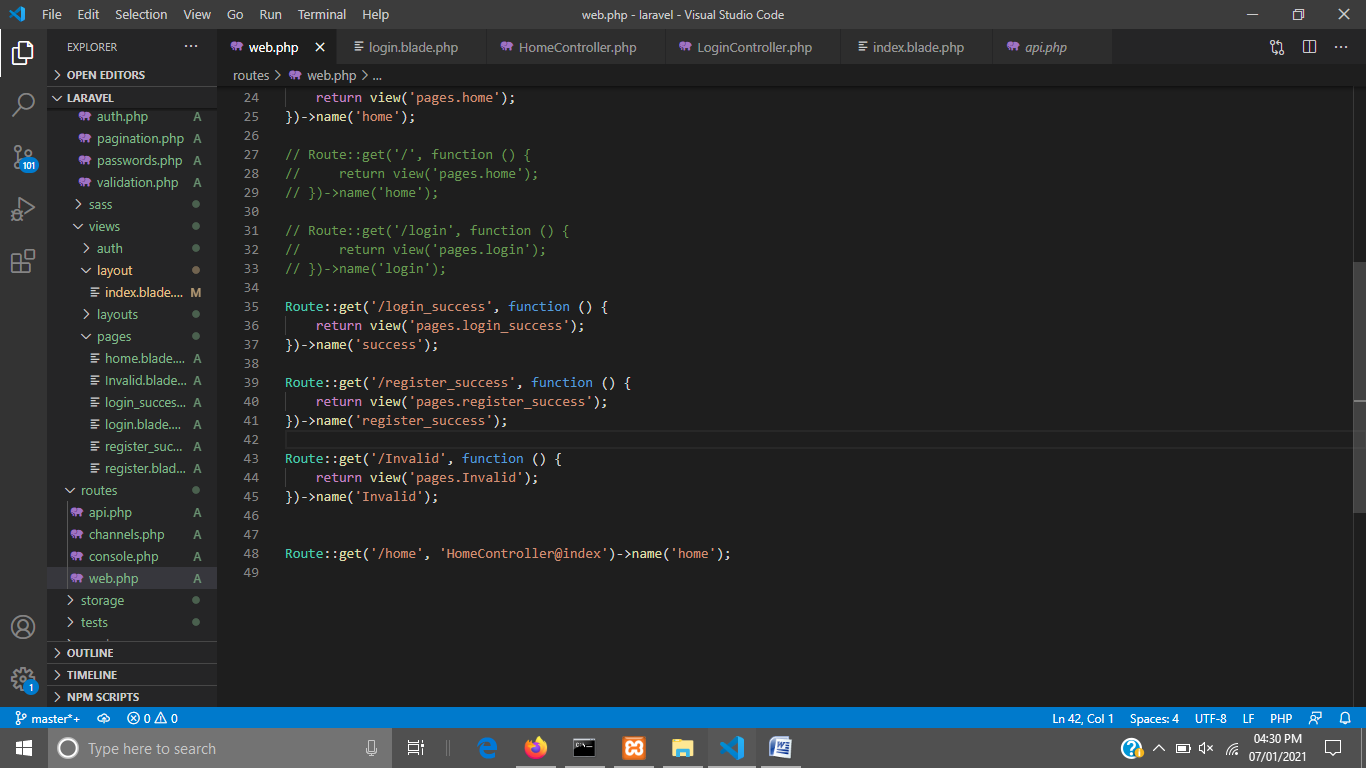 File Edit Selection View Go Run Terminal Help
web.php - laravel - Visual Studio Code
EXPLORER
web.php
login.blade.php
HomeController.php
LoginController.php
index.blade.php
api.php
OPEN EDITORS
routes > web.php > ...
LARAVEL
auth.php A
pagination.php A
passwords.php A
validation.php A
sass
views
auth
layout
index.blade.... M
layouts
pages
home.blade.... A
Invalid.blade... A
login_succes... A
login.blade.... A
register_suc... A
register.blad... A
routes
api.php A
channels.php A
console.php A
web.php A
storage
tests
OUTLINE
TIMELINE
NPM SCRIPTS
101
1
24 return view('pages.home');
25 })->name('home');
26
27 // Route::get('/', function () {
28 // return view('pages.home');
29 // })->name('home');
30
31 // Route::get('/login', function () {
32 // return view('pages.login');
33 // })->name('login');
34
35 Route::get('/login_success', function () {
36 return view('pages.login_success');
37 })->name('success');
38
39 Route::get('/register_success', function () {
40 return view('pages.register_success');
41 })->name('register_success');
42
43 Route::get('/Invalid', function () {
44 return view('pages.Invalid');
45 })->name('Invalid');
46
47
48 Route::get('/home', 'HomeController@index')->name('home');
49
master*+ 0 0 Ln 42, Col 1 Spaces: 4 UTF-8 LF PHP
Type here to search
04:30 PM
07/01/2021